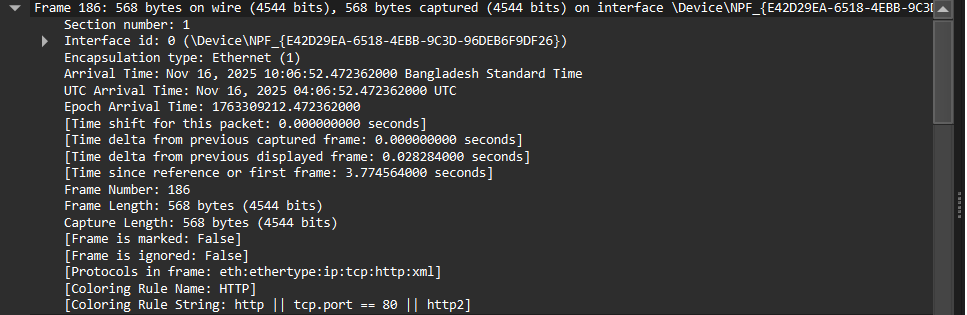 Frame 186: 568 bytes on wire (4544 bits), 568 bytes captured (4544 bits) on interface \Device\NPF_{E42D29EA-6518-4EBB-9C3D
Section number: 1
Interface id: 0 (\Device\NPF_{E42D29EA-6518-4EBB-9C3D-96DEB6F9DF26})
Encapsulation type: Ethernet (1)
Arrival Time: Nov 16, 2025 10:06:52.472362000 Bangladesh Standard Time
UTC Arrival Time: Nov 16, 2025 04:06:52.472362000 UTC
Epoch Arrival Time: 1763309212.472362000
[Time shift for this packet: 0.000000000 seconds]
[Time delta from previous captured frame: 0.000000000 seconds]
[Time delta from previous displayed frame: 0.028284000 seconds]
[Time since reference or first frame: 3.774564000 seconds]
Frame Number: 186
Frame Length: 568 bytes (4544 bits)
Capture Length: 568 bytes (4544 bits)
[Frame is marked: False]
[Frame is ignored: False]
[Protocols in frame: eth:ethertype:ip:tcp:http:xml]
[Coloring Rule Name: HTTP]
[Coloring Rule String: http || tcp.port == 80 || http2]